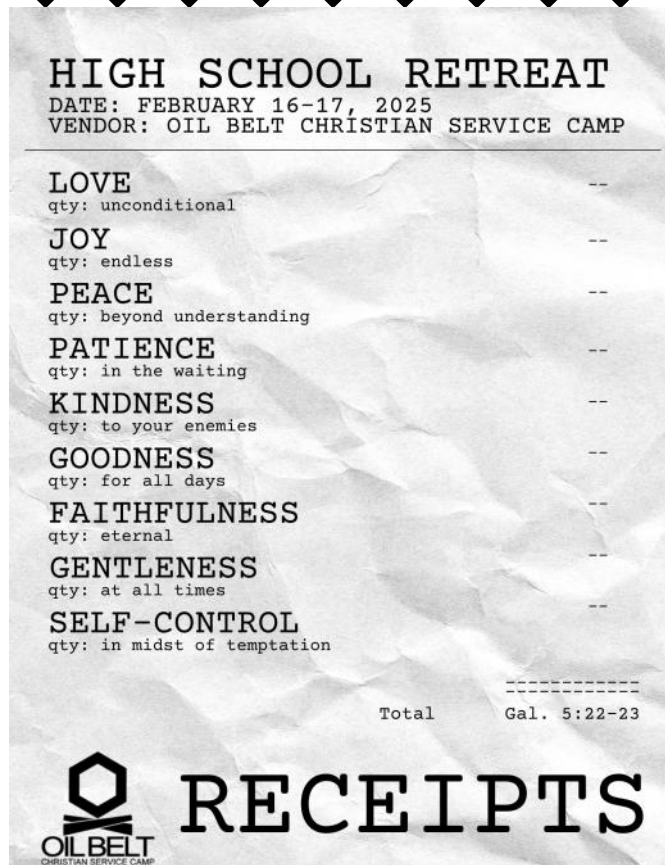 HIGH SCHOOL RETREAT
DATE: FEBRUARY 16-17, 2025
VENDOR: OIL BELT CHRISTIAN SERVICE CAMP
LOVE --
qty: unconditional
JOY --
qty: endless
PEACE --
qty: beyond understanding
PATIENCE --
qty: in the waiting
KINDNESS --
qty: to your enemies
GOODNESS --
qty: for all days
FAITHFULNESS --
qty: eternal
GENTLENESS --
qty: at all times
SELF-CONTROL --
qty: in midst of temptation
============
Total Gal. 5:22-23
RECEIPTS
OIL BELT
CHRISTIAN SERVICE CAMP